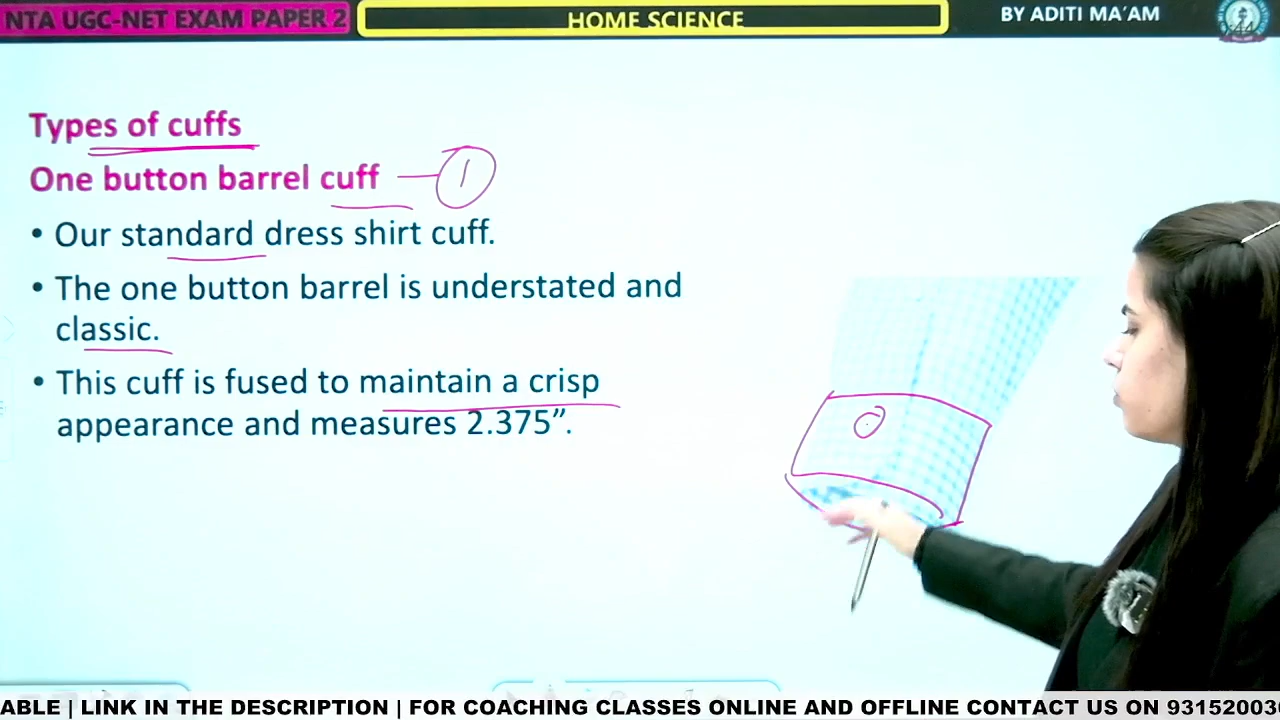 NTA UGC-NET EXAM PAPER 2
HOME SCIENCE
BY ADITI MA'AM
Types of cuffs
One button barrel cuff
1
• Our standard dress shirt cuff.
• The one button barrel is understated and
classic.
• This cuff is fused to maintain a crisp
appearance and measures 2.375”.
ABLE | LINK IN THE DESCRIPTION | FOR COACHING CLASSES ONLINE AND OFFLINE CONTACT US ON 9315200